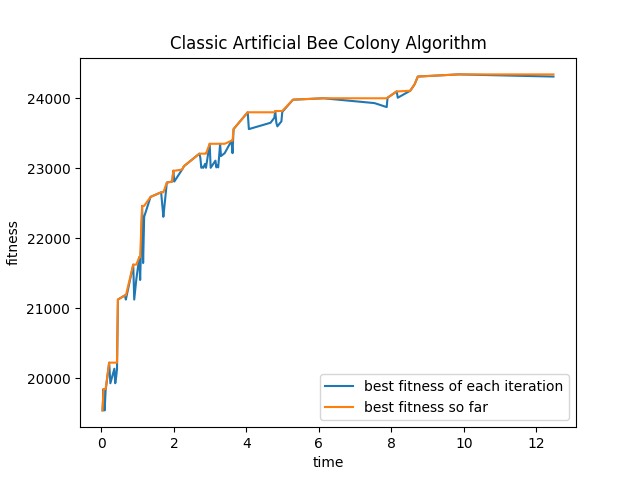 Classic Artificial Bee Colony Algorithm
fitness
24000
23000
22000
21000
20000
best fitness of each iteration
best fitness so far
0 2 4 6 8 10 12
time